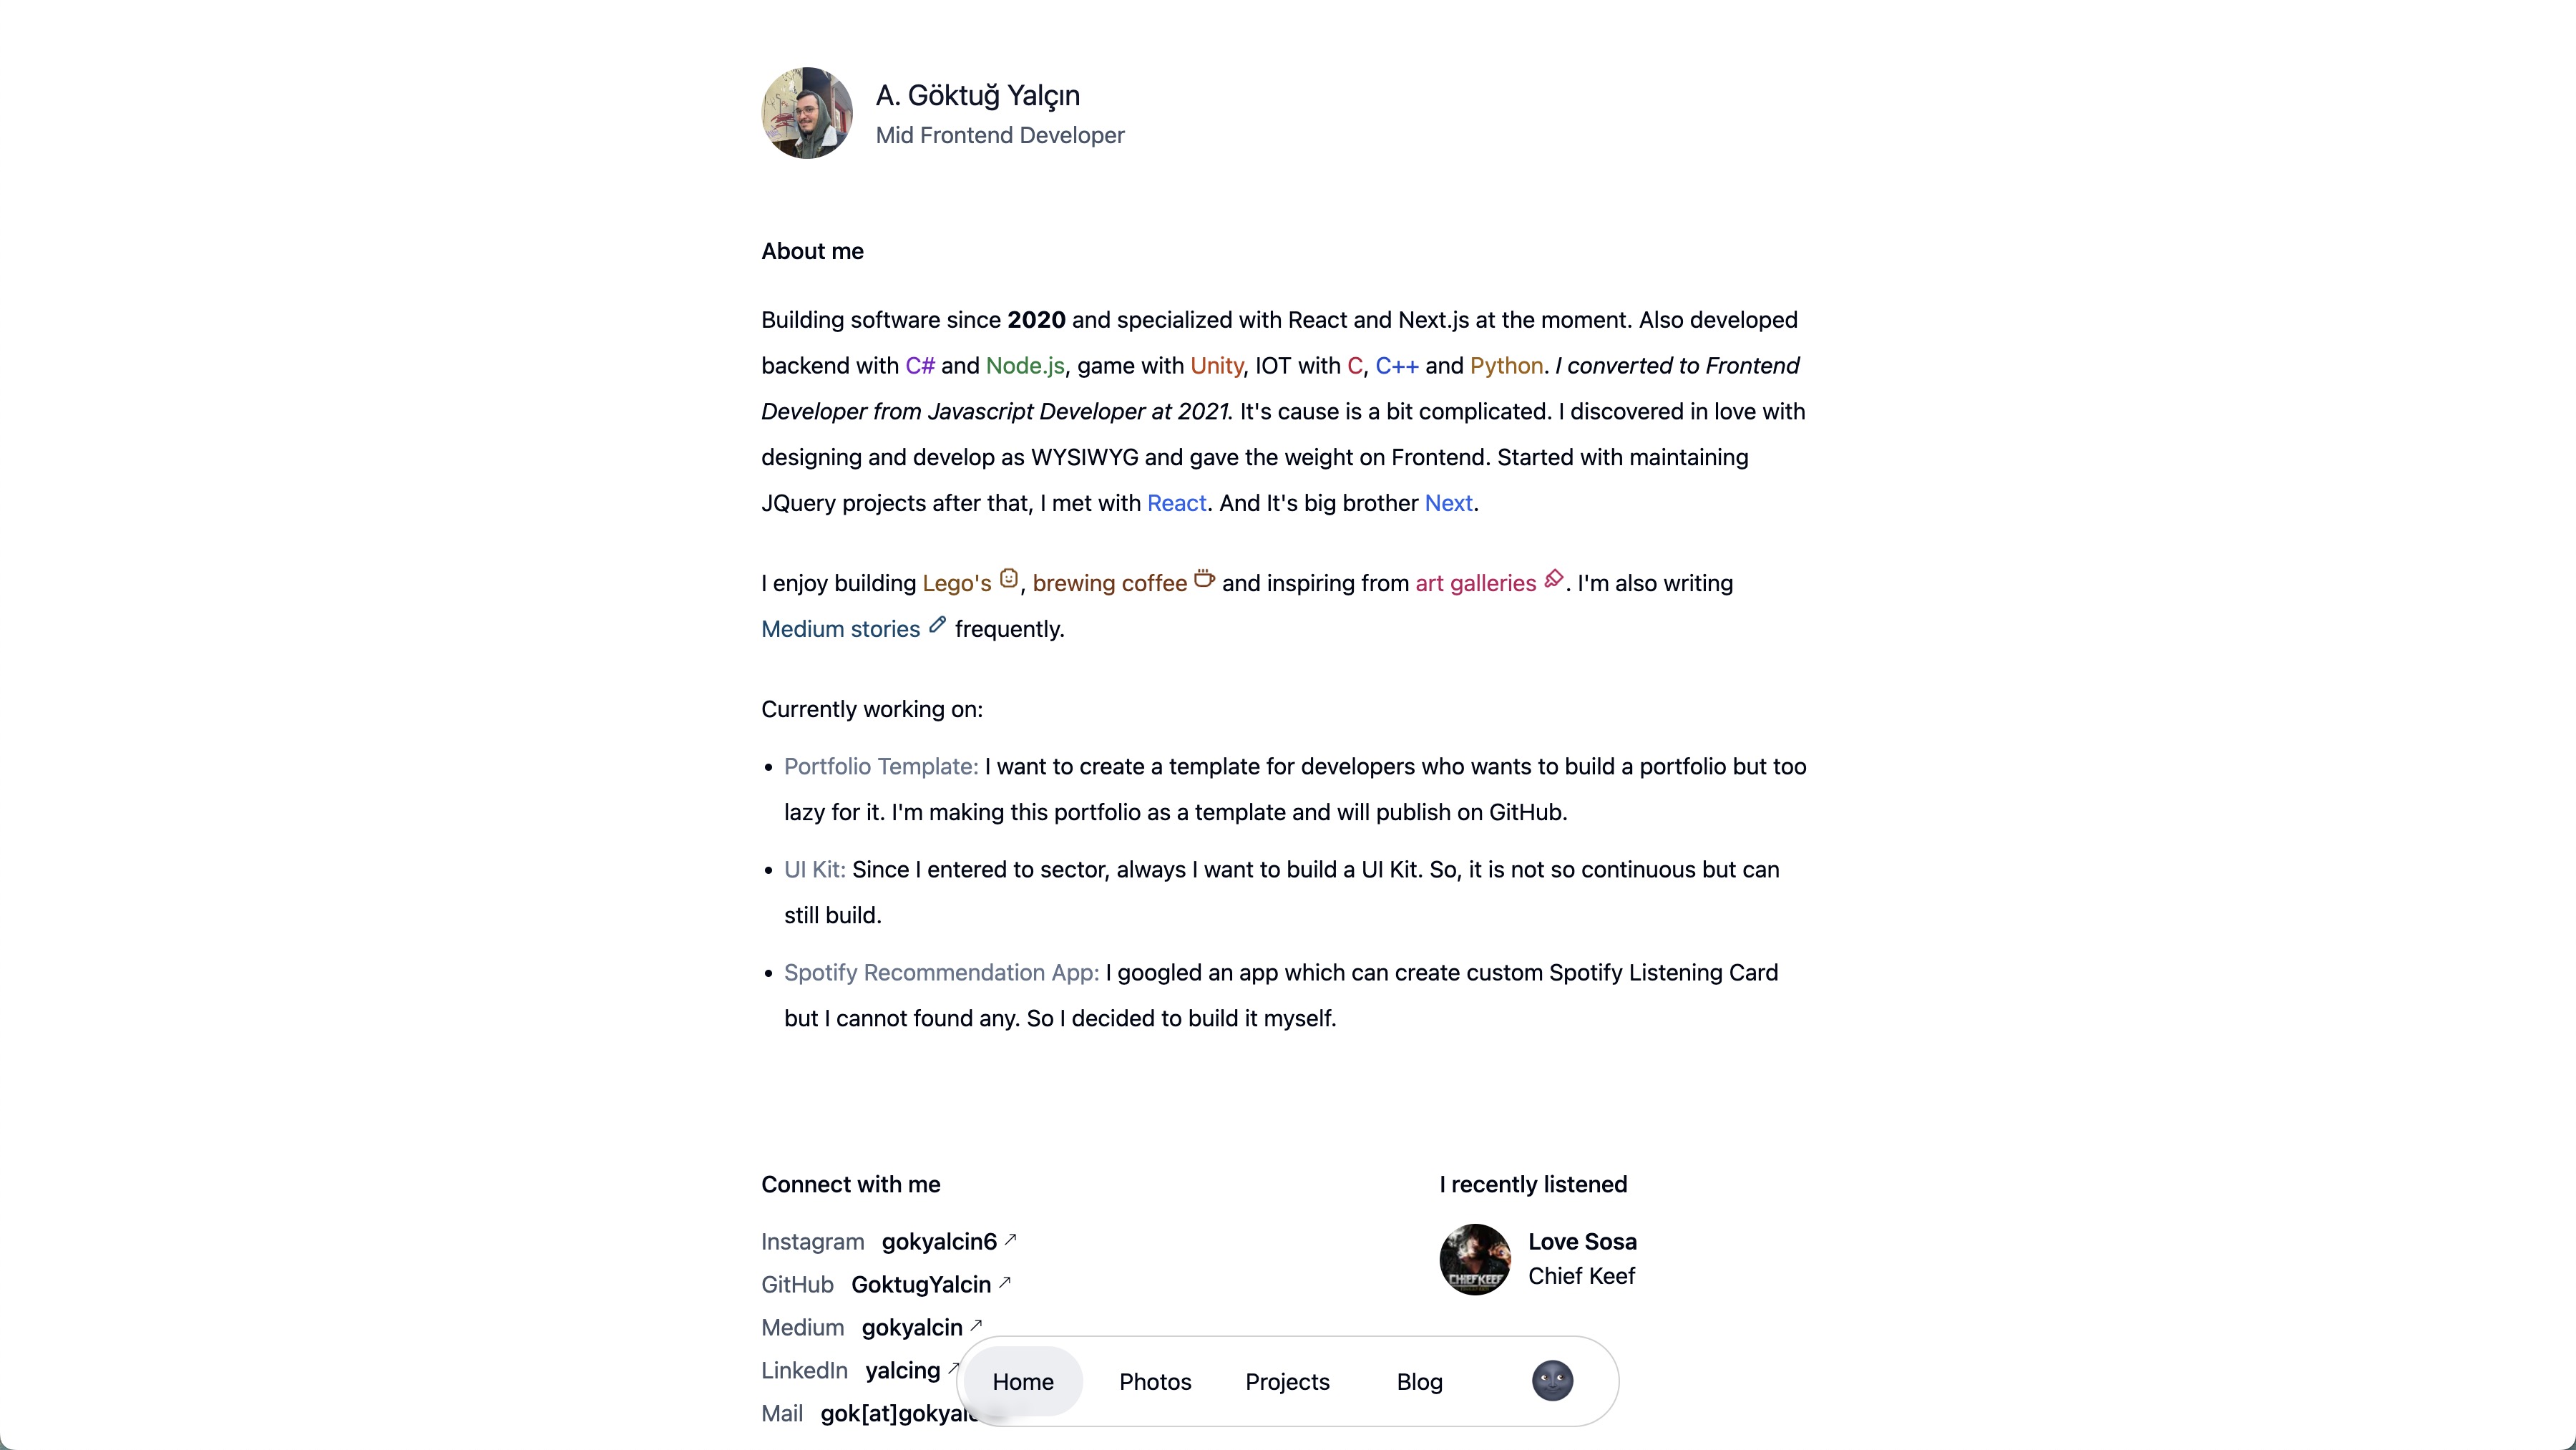 A. Göktuğ Yalçın
Mid Frontend Developer
About me
Building software since 2020 and specialized with React and Next.js at the moment. Also developed
backend with C# and Node.js, game with Unity, IOT with C, C++ and Python. I converted to Frontend
Developer from Javascript Developer at 2021. It's cause is a bit complicated. I discovered in love with
designing and develop as WYSIWYG and gave the weight on Frontend. Started with maintaining
JQuery projects after that, I met with React. And It's big brother Next.
I enjoy building Lego's, brewing coffee and inspiring from art galleries. I'm also writing
Medium stories frequently.
Currently working on:
• Portfolio Template: I want to create a template for developers who wants to build a portfolio but too
lazy for it. I'm making this portfolio as a template and will publish on GitHub.
• UI Kit: Since I entered to sector, always I want to build a UI Kit. So, it is not so continuous but can
still build.
• Spotify Recommendation App: I googled an app which can create custom Spotify Listening Card
but I cannot found any. So I decided to build it myself.
Connect with me
Instagram gokyalcin6
GitHub GoktugYalcin
Medium gokyalcin
LinkedIn yalcing
Mail
I recently listened
Love Sosa
Chief Keef
CHIEF KEEF
Home Photos Projects Blog